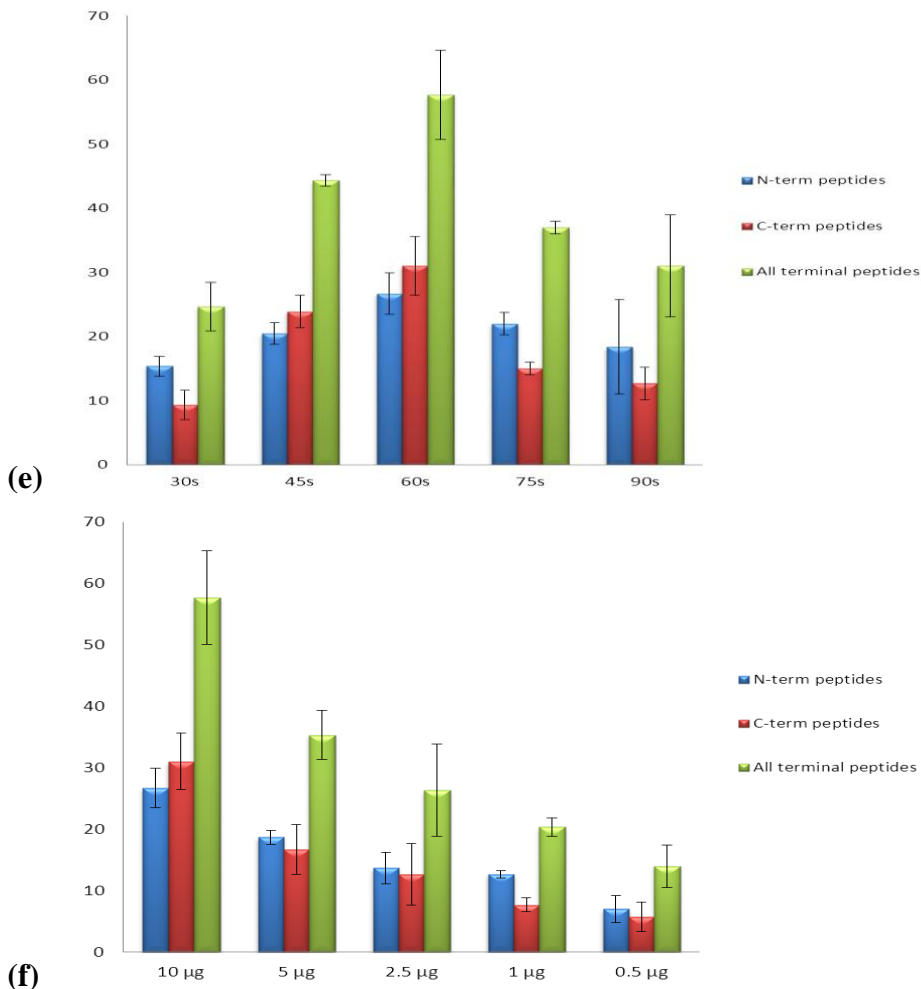 70
60
50
40
30
20
10
0
30s 45s 60s 75s 90s
N-term peptides
C-term peptides
All terminal peptides
(e)
70
60
50
40
30
20
10
0
10 µg 5 µg 2.5 µg 1 µg 0.5 µg
N-term peptides
C-term peptides
All terminal peptides
(f)